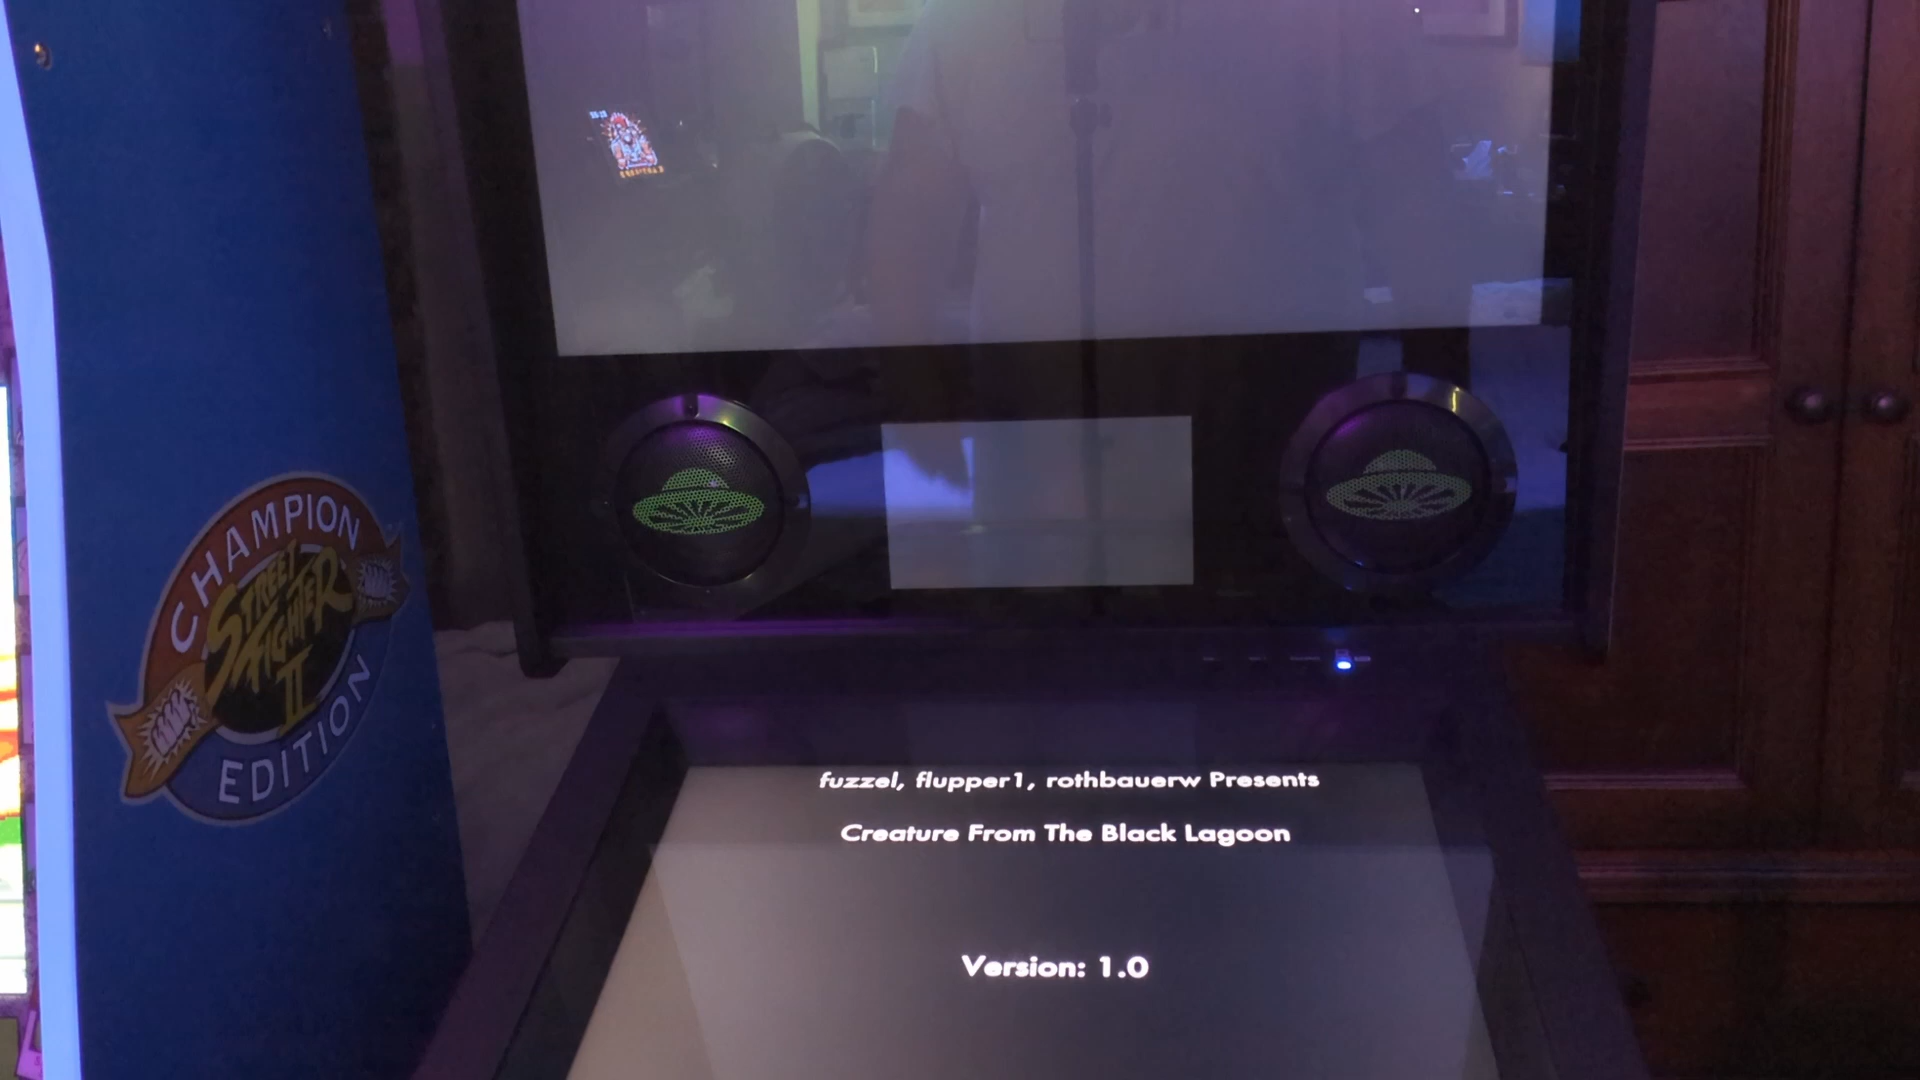 CHAMPION
STREET
FIGHTER
II
EDITION
fuzzel, flupper1, rothbauerw Presents
Creature From The Black Lagoon
Version: 1.0